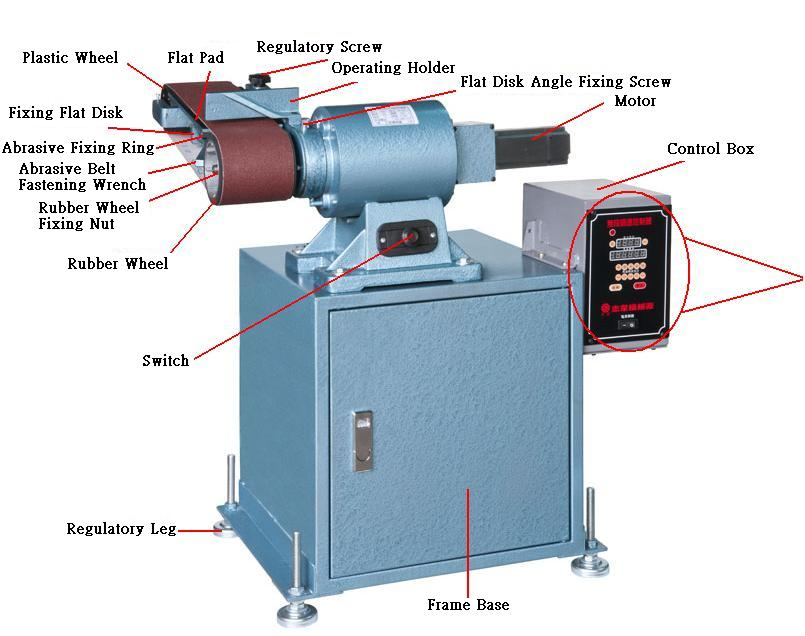 Regulatory Screw
Plastic Wheel
Flat Pad
Operating Holder
Flat Disk Angle Fixing Screw
Motor
Fixing Flat Disk
Abrasive Fixing Ring
Control Box
Abrasive Belt
Fastening Wrench
Rubber Wheel
Fixing Nut
Rubber Wheel
Switch
Regulatory Leg
Frame Base